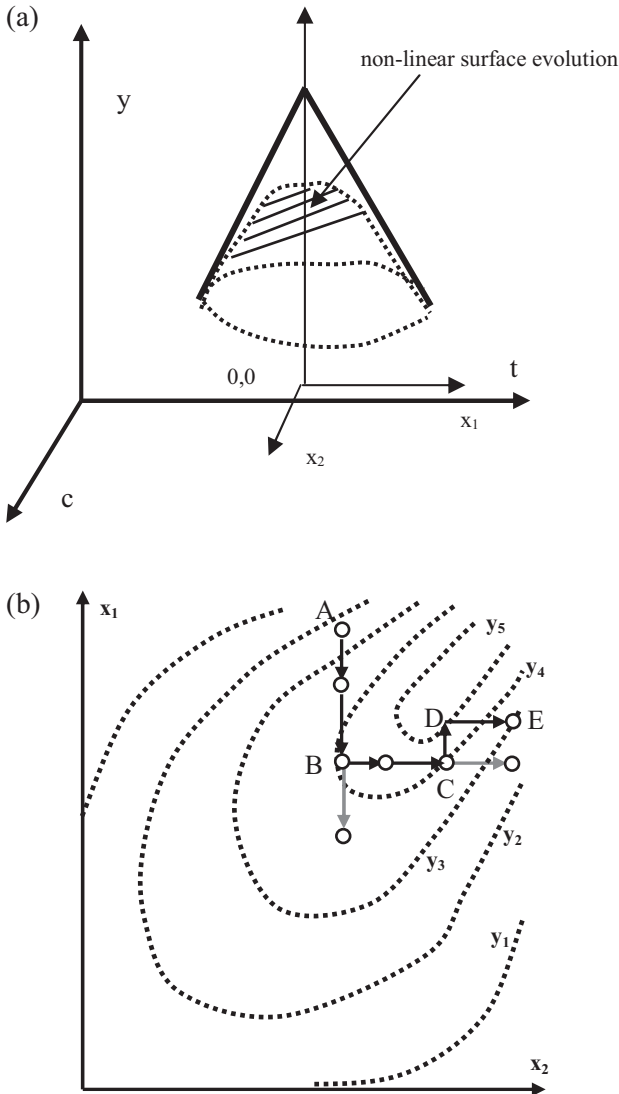 (a)
non-linear surface evolution
y
0,0
t
x₁
x₂
c
(b)
x₁
A
y₅
y₄
D
E
B
C
y₃
y₂
y₁
x₂